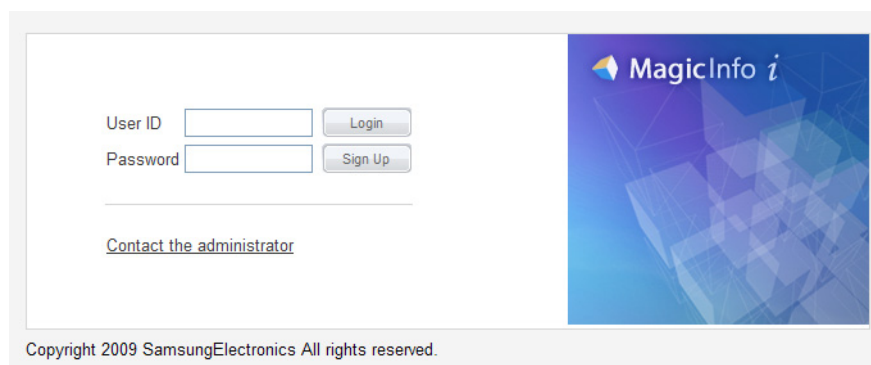 MagicInfo i
User ID
Login
Password
Sign Up
Contact the administrator
Copyright 2009 SamsungElectronics All rights reserved.